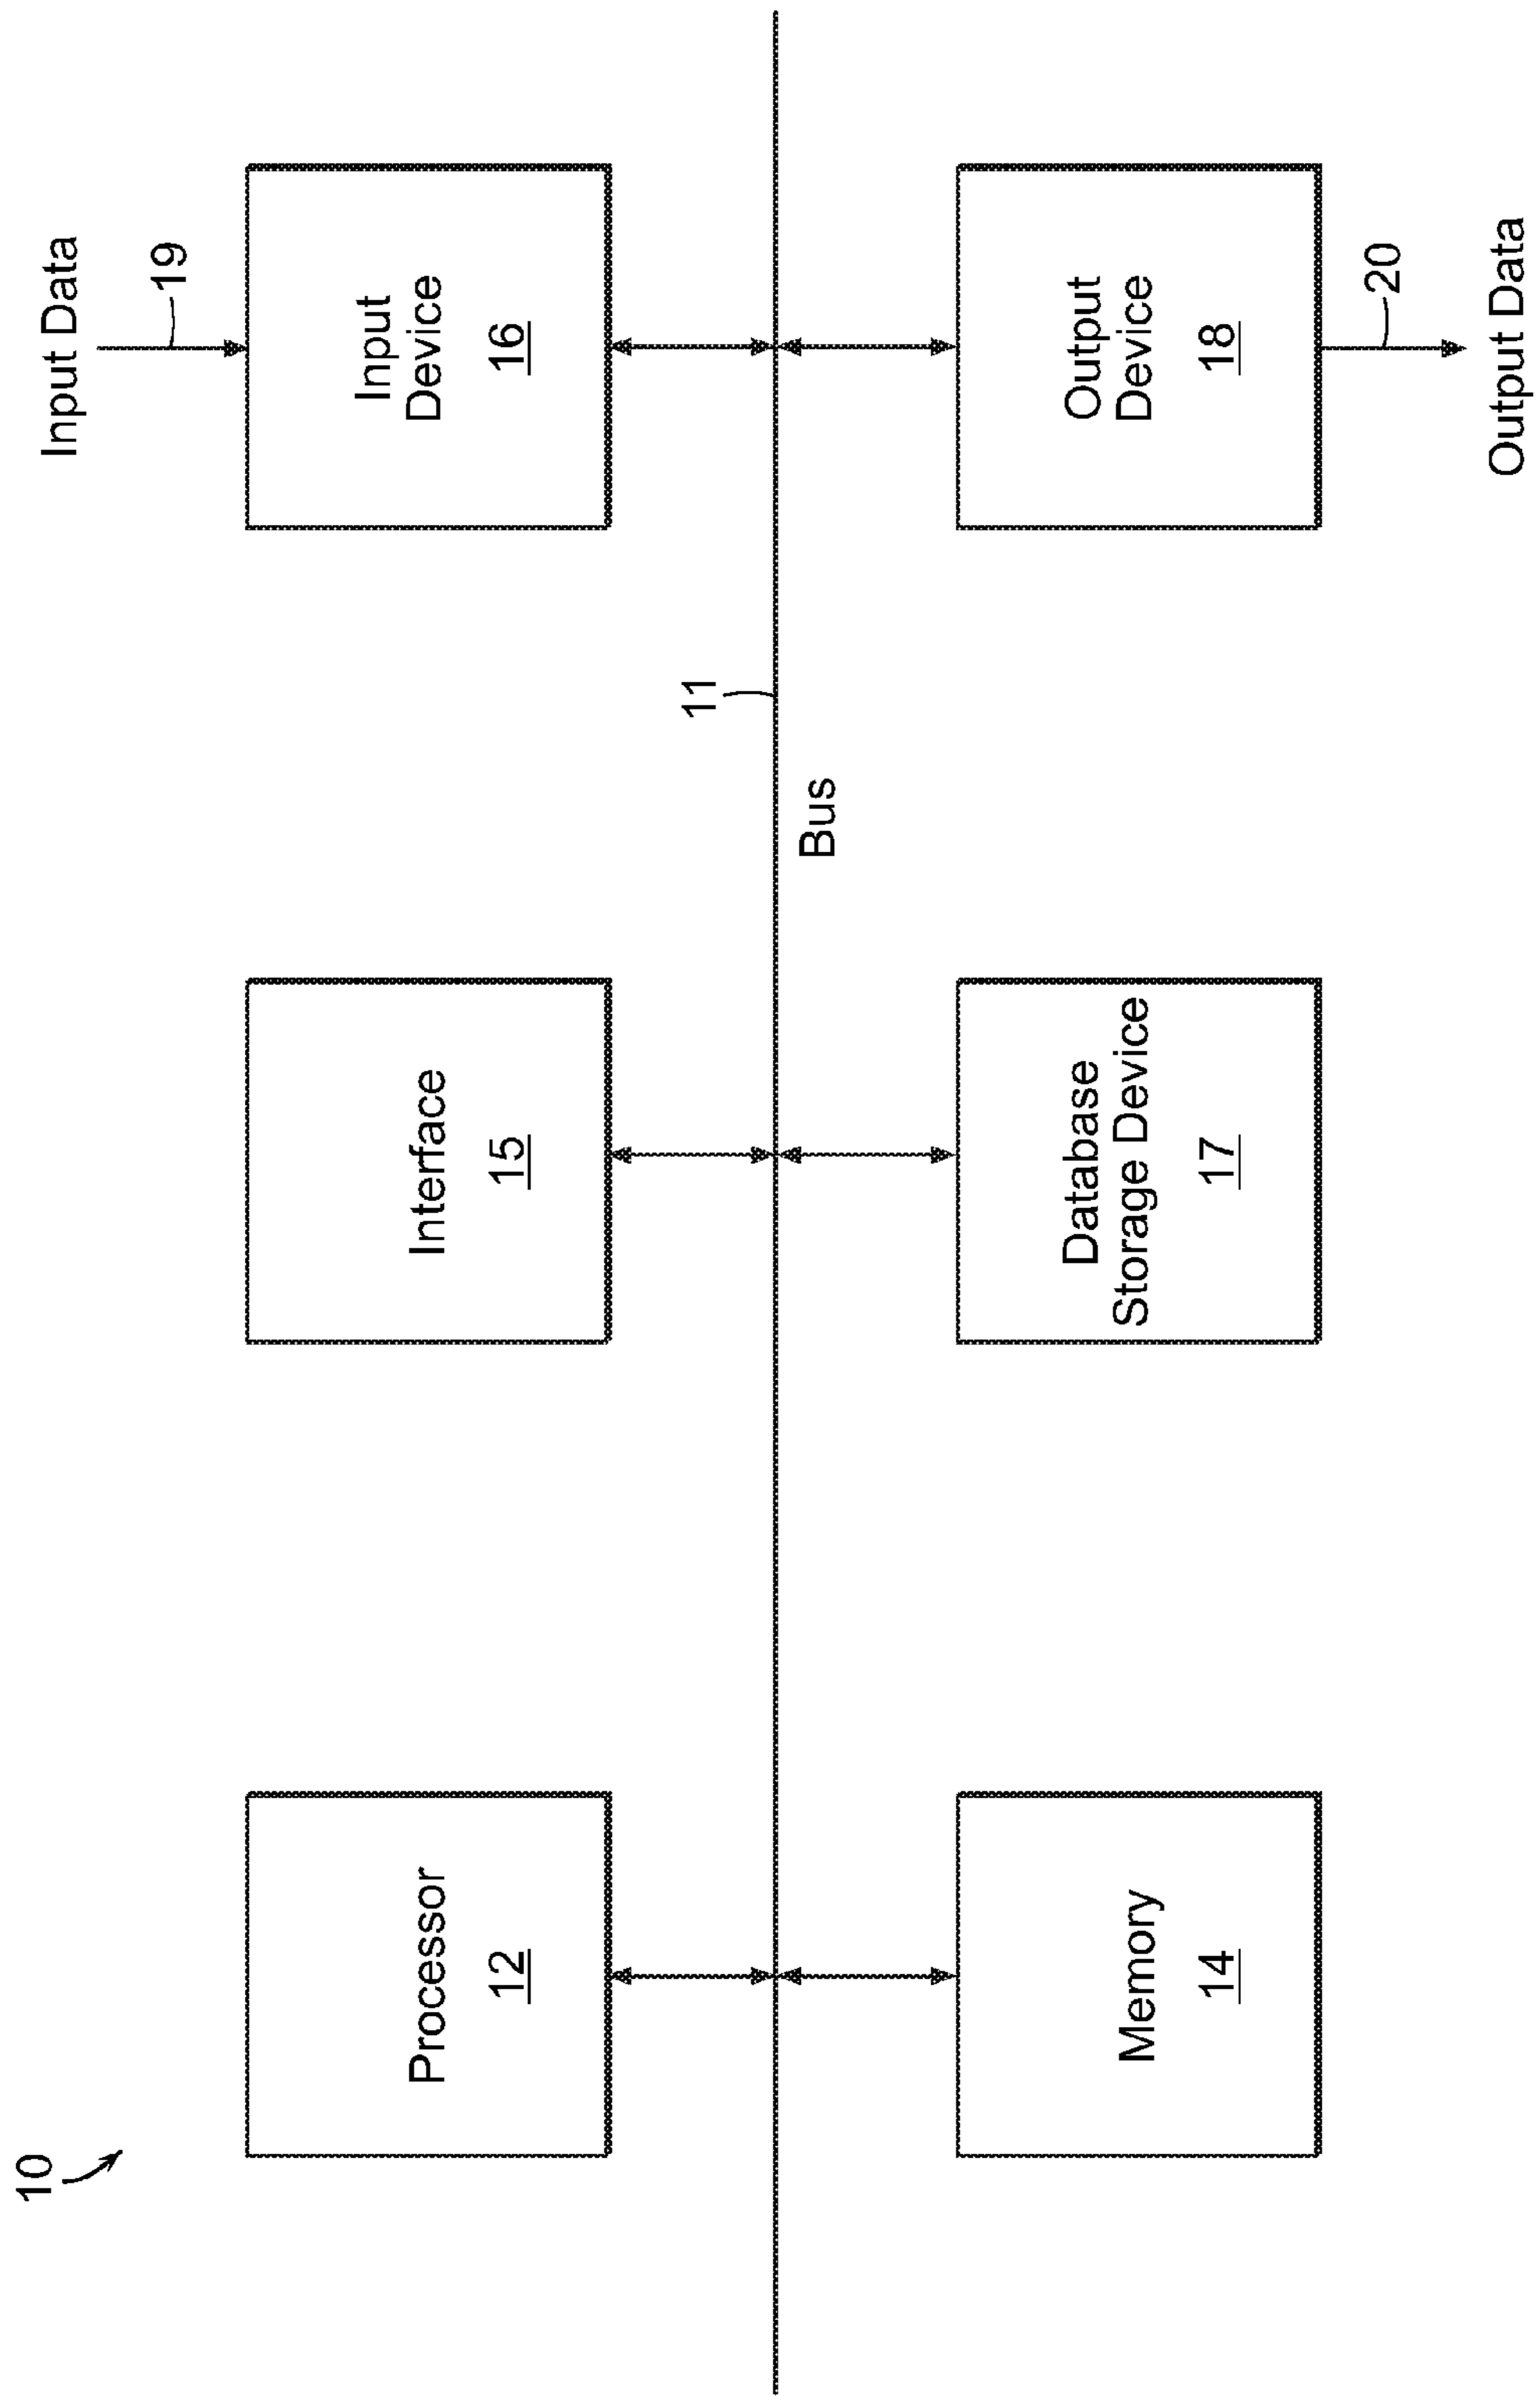 10
Input Data
19
Processor
12
Interface
15
Input
Device
16
11
Bus
Memory
14
Database
Storage Device
17
Output
Device
18
20
Output Data